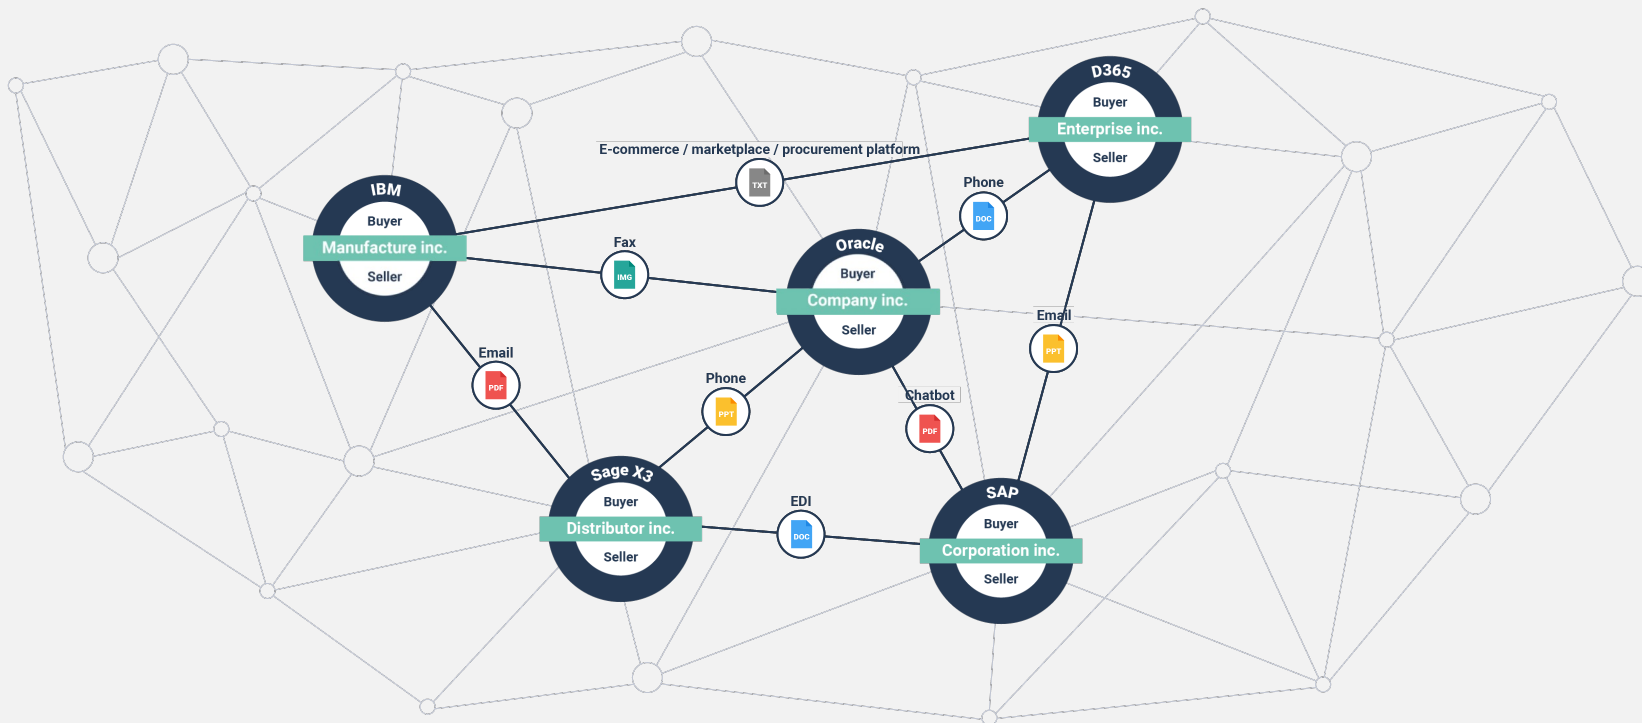 D365
Buyer
Enterprise inc.
Seller
E-commerce / marketplace / procurement platform
TXT
Phone
DOC
IBM
Buyer
Manufacture inc.
Seller
Fax
IMG
Oracle
Buyer
Company inc.
Seller
Email
PPT
Email
PDF
Phone
PPT
Chatbot
PDF
Sage X3
Buyer
Distributor inc.
Seller
EDI
DOC
SAP
Buyer
Corporation inc.
Seller